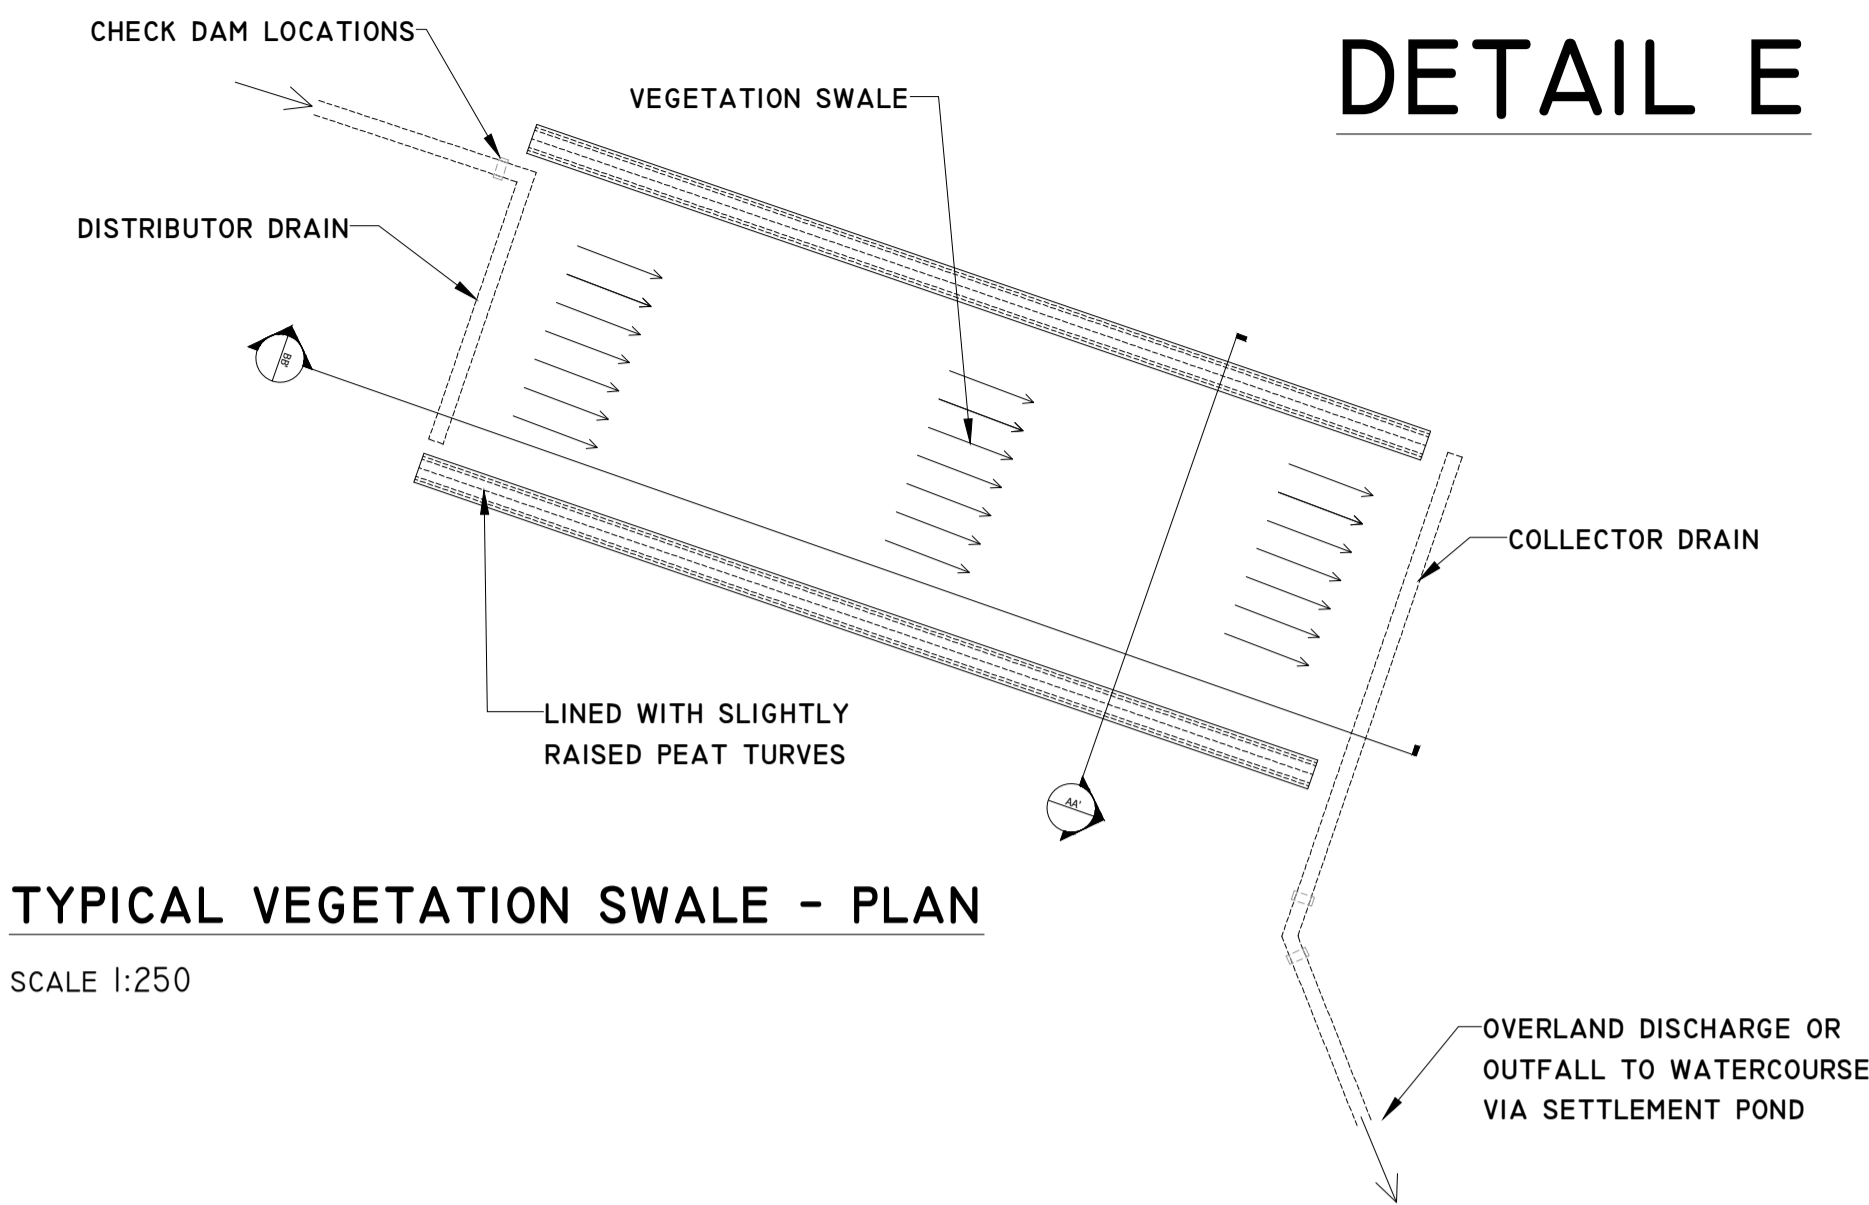 CHECK DAM LOCATIONS
DETAIL E
VEGETATION SWALE
DISTRIBUTOR DRAIN
BB'
COLLECTOR DRAIN
LINED WITH SLIGHTLY
RAISED PEAT TURVES
AA'
TYPICAL VEGETATION SWALE - PLAN
SCALE 1:250
OVERLAND DISCHARGE OR
OUTFALL TO WATERCOURSE
VIA SETTLEMENT POND